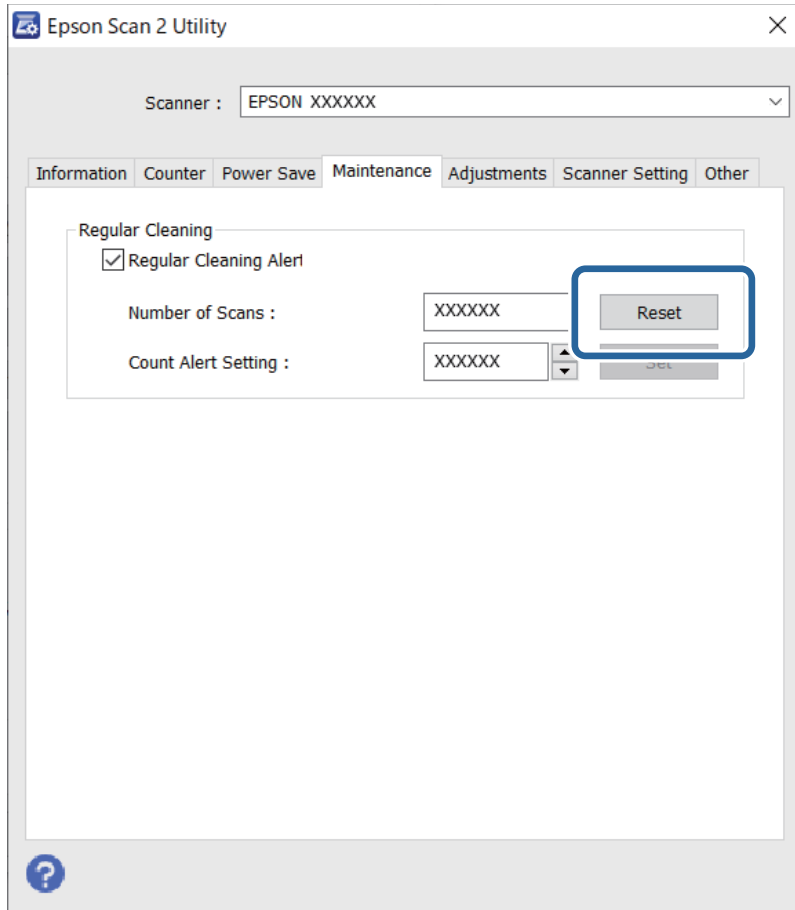 Epson Scan 2 Utility
Scanner : EPSON XXXXXX
Information Counter Power Save Maintenance Adjustments Scanner Setting Other
Regular Cleaning
Regular Cleaning Alert
Number of Scans : XXXXXX Reset
Count Alert Setting : XXXXXX Set
?